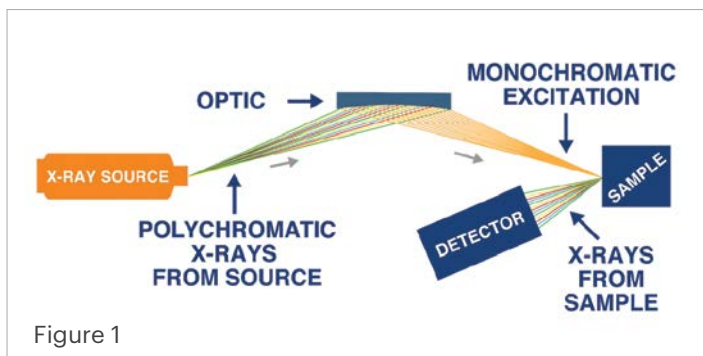 OPTIC
MONOCHROMATIC
EXCITATION
X-RAY SOURCE
SAMPLE
DETECTOR
POLYCHROMATIC
X-RAYS
FROM SOURCE
X-RAYS
FROM
SAMPLE
Figure 1